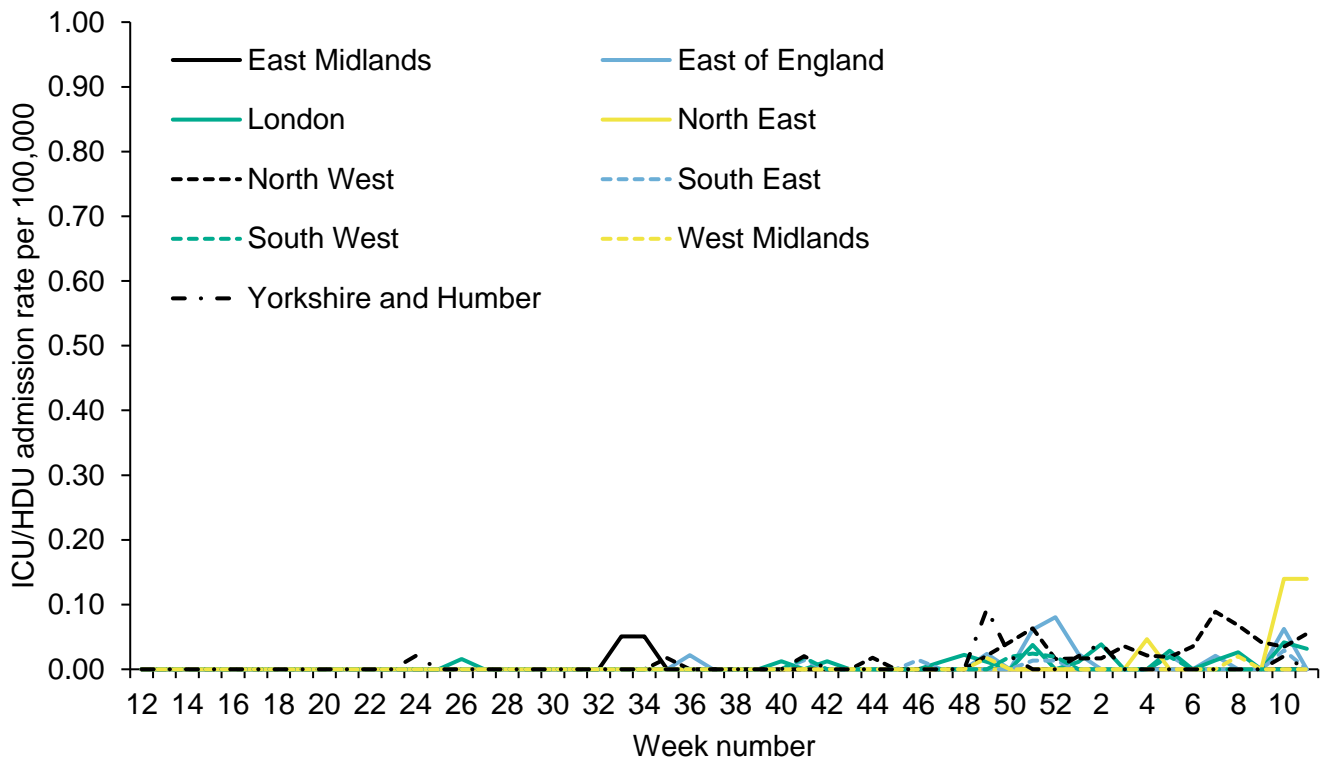 ICU/HDU admission rate per 100,000
1.00
0.90
0.80
0.70
0.60
0.50
0.40
0.30
0.20
0.10
0.00
East Midlands
East of England
London
North East
North West
South East
South West
West Midlands
Yorkshire and Humber
12 14 16 18 20 22 24 26 28 30 32 34 36 38 40 42 44 46 48 50 52 2 4 6 8 10
Week number